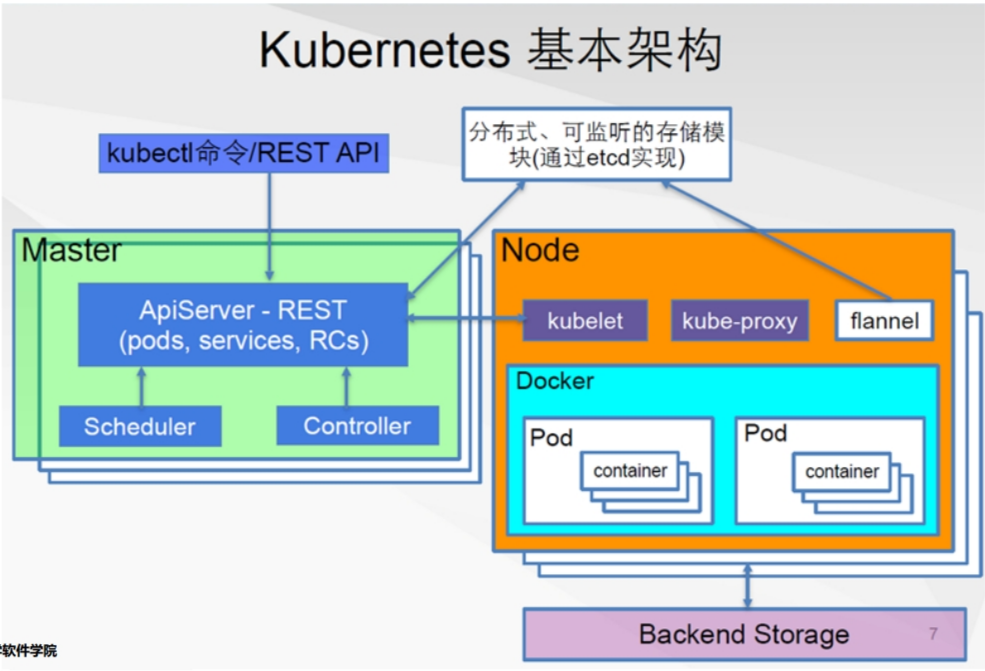 Kubernetes 基本架构
kubectl命令/REST API
分布式、可监听的存储模
块(通过etcd实现)
Master
ApiServer - REST
(pods, services, RCs)
Scheduler
Controller
Node
kubelet
kube-proxy
flannel
Docker
Pod
container
Pod
container
Backend Storage
7
软件学院